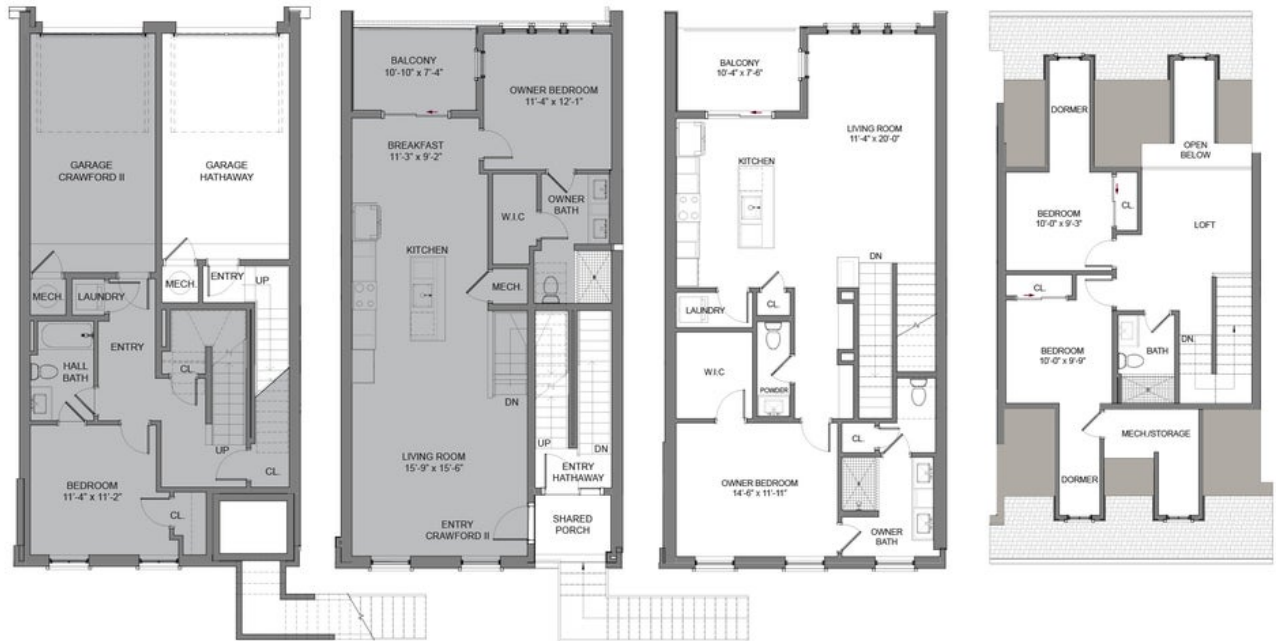 GARAGE
CRAWFORD II
GARAGE
HATHAWAY
MECH.
LAUNDRY
MECH.
ENTRY
UP
ENTRY
HALL
BATH
CL.
UP
CL.
BEDROOM
11'-4" x 11'-2"
CL.
BALCONY
10'-10" x 7'-4"
OWNER BEDROOM
11'-4" x 12'-1"
BREAKFAST
11'-3" x 9'-2"
W.I.C
OWNER
BATH
KITCHEN
MECH.
DN
UP
DN
LIVING ROOM
15'-9" x 15'-6"
ENTRY
HATHAWAY
ENTRY
CRAWFORD II
SHARED
PORCH
BALCONY
10'-4" x 7'-6"
LIVING ROOM
11'-4" x 20'-0"
KITCHEN
DN
LAUNDRY
CL.
W.I.C
POWDER
CL.
OWNER BEDROOM
14'-6" x 11'-11"
OWNER
BATH
DORMER
OPEN
BELOW
BEDROOM
10'-0" x 9'-3"
CL.
LOFT
CL.
BEDROOM
10'-0" x 9'-9"
BATH
DN
MECH./STORAGE
DORMER